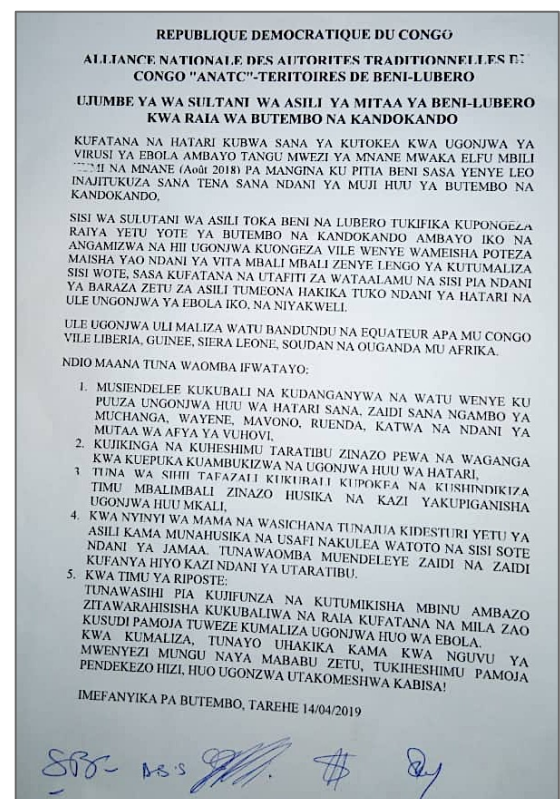 REPUBLIQUE DEMOCRATIQUE DU CONGO
ALLIANCE NATIONALE DES AUTORITES TRADITIONNELLES DU
CONGO "ANATC"-TERITOIRES DE BENI-LUBERO
UJUMBE YA WA SULTANI WA ASILI YA MITAA YA BENI-LUBERO
KWA RAIA WA BUTEMBO NA KANDOKANDO
KUFATANA NA HATARI KUBWA SANA YA KUTOKEA KWA UGONJWA YA
VIRUSI YA EBOLA AMBAYO TANGU MWEZI YA MNANE MWAKA ELFU MBILI
NA MNANE (Août 2018) PA MANGINA KU PITIA BENI SASA YENYE LEO
INAJITUKUZA SANA TENA SANA NDANI YA MUJI HUU YA BUTEMBO NA
KANDOKANDO,
SISI WA SULUTANI WA ASILI TOKA BENI NA LUBERO TUKIFIKA KUPONGEZA
RAIYA YETU YOTE YA BUTEMBO NA KANDOKANDO AMBAYO IKO NA
ANGAMIZWA NA HII UGONJWA KUONGEZA VILE WENYE WAMEISHA POTEZA
MAISHA YAO NDANI YA VITA MBALI MBALI ZENYE LENGO YA KUTUMALIZA
SISI WOTE, SASA KUFATANA NA UTAFITI ZA WATAALAMU NA SISI PIA NDANI
YA BARAZA ZETU ZA ASLI TUMEONA HAKIKA TUKO NDANI YA HATARI NA
ULE UNGONJWA YA EBOLA IKO, NA NIYAKWELI.
ULE UGONJWA ULI MALIZA WATU BANDUNDU NA EQUATEUR APA MU CONGO
VILE LIBERIA, GUINEE, SIERA LEONE, SOUDAN NA OUGANDA MU AFRIKA.
NDIO MAANA TUNA WAOMBA IFWATAYO:
1. MUSIENDELEE KUKUBALI NA KUDANGANYWA NA WATU WENYE KU
PUUZA UNGONJWA HUU WA HATARI SANA, ZAIDI SANA NGAMBO YA
MUCHANGA, WAYENE, MAVONO, RUENDA, KATWA NA NDANI YA
MUTAA WA AFYA YA VUHOVI,
2. KUJIKINGA NA KUHESHIMU TARATIBU ZINAZO PEWA NA WAGANGA
KWA KUEPUKA KUAMBUKIZWA NA UGONJWA HUU WA HATARI,
3. TUNA WA SIHII TAFAZALI KUKUBALI KUPOKEA NA KUSHINDIKIZA
TIMU MBALIMBALI ZINAZO HUSIKA NA KAZI YAKUPIGANISHA
UGONJWA HUU MKALI,
4. KWA NYINYI WA MAMA NA WASICHANA TUNAJUA KIDESTURI YETU YA
ASILI KAMA MUNAHUSIKA NA USAFI NAKULEA WATOTO NA SISI SOTE
NDANI YA JAMAA. TUNAWAOMBA MUENDELEYE ZAIDI NA ZAIDI
KUFANYA HIYO KAZI NDANI YA UTARATIBU.
5. KWA TIMU YA RIPOSTE:
TUNAWASIHI PIA KUJIFUNZA NA KUTUMIKISHA MBINU AMBAZO
ZITAWARAHISISHA KUKUBALIWA NA RAIA KUFATANA NA MILA ZAO
KUSUDI PAMOJA TUWEZE KUMALIZA UGONJWA HUO WA EBOLA.
KWA KUMALIZA, TUNAYO UHAKIKA KAMA KWA NGUVU YA
MWENYEZI MUNGU NAYA MABABU ZETU, TUKIHESHIMU PAMOJA
PENDEKEZO HIZI, HUO UGONZWA UTAKOMESHWA KABISA!
IMEFANYIKA PA BUTEMBO, TAREHE 14/04/2019